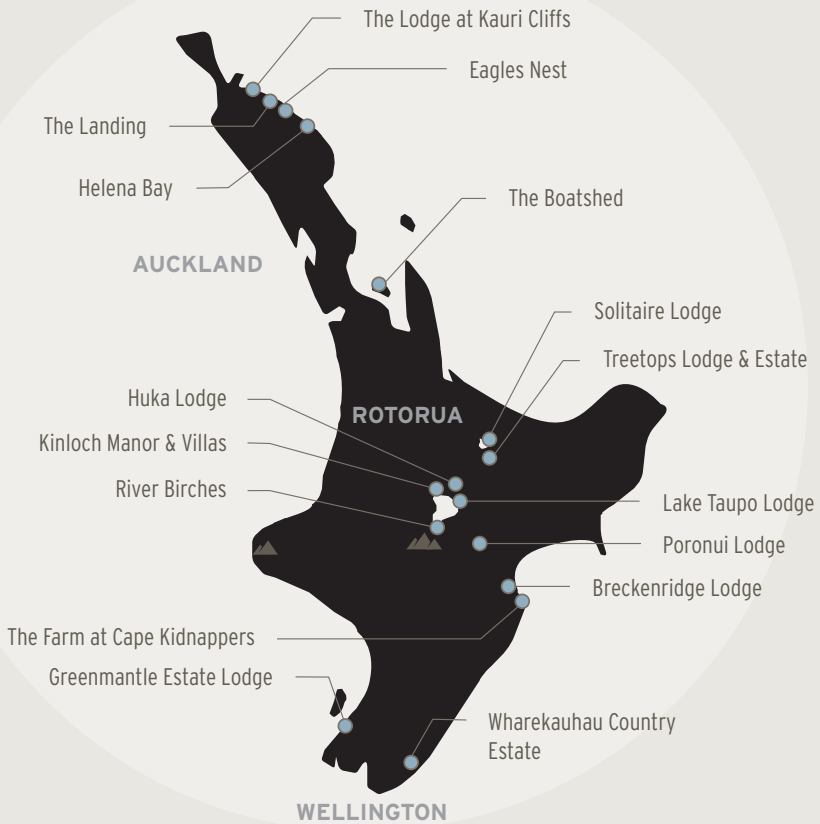 The Lodge at Kauri Cliffs
Eagles Nest
The Landing
Helena Bay
The Boatshed
AUCKLAND
Solitaire Lodge
Treetops Lodge & Estate
Huka Lodge
ROTORUA
Kinloch Manor & Villas
River Birches
Lake Taupo Lodge
Poronui Lodge
Breckenridge Lodge
The Farm at Cape Kidnappers
Greenmantle Estate Lodge
Wharekauhau Country
Estate
WELLINGTON